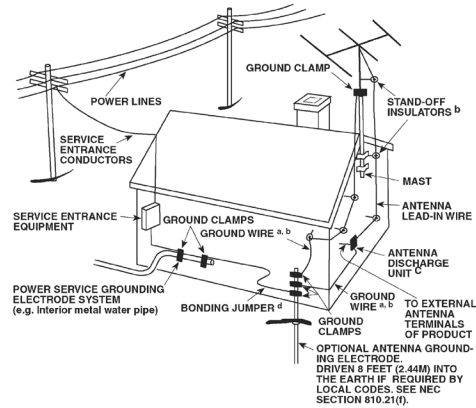 GROUND CLAMP
POWER LINES
STAND-OFF
INSULATORS b
SERVICE
ENTRANCE
CONDUCTORS
MAST
ANTENNA
LEAD-IN WIRE
SERVICE ENTRANCE
EQUIPMENT
GROUND CLAMPS
GROUND WIRE a, b
ANTENNA
DISCHARGE
UNIT C
POWER SERVICE GROUNDING
ELECTRODE SYSTEM
(e.g. Interior metal water pipe)
BONDING JUMPER d
GROUND
WIRE a, b
GROUND
CLAMPS
TO EXTERNAL
ANTENNA
TERMINALS
OF PRODUCT
OPTIONAL ANTENNA GROUND-
ING ELECTRODE.
DRIVEN 8 FEET (2.44M) INTO
THE EARTH IF REQUIRED BY
LOCAL CODES. SEE NEC
SECTION 810.21(f).